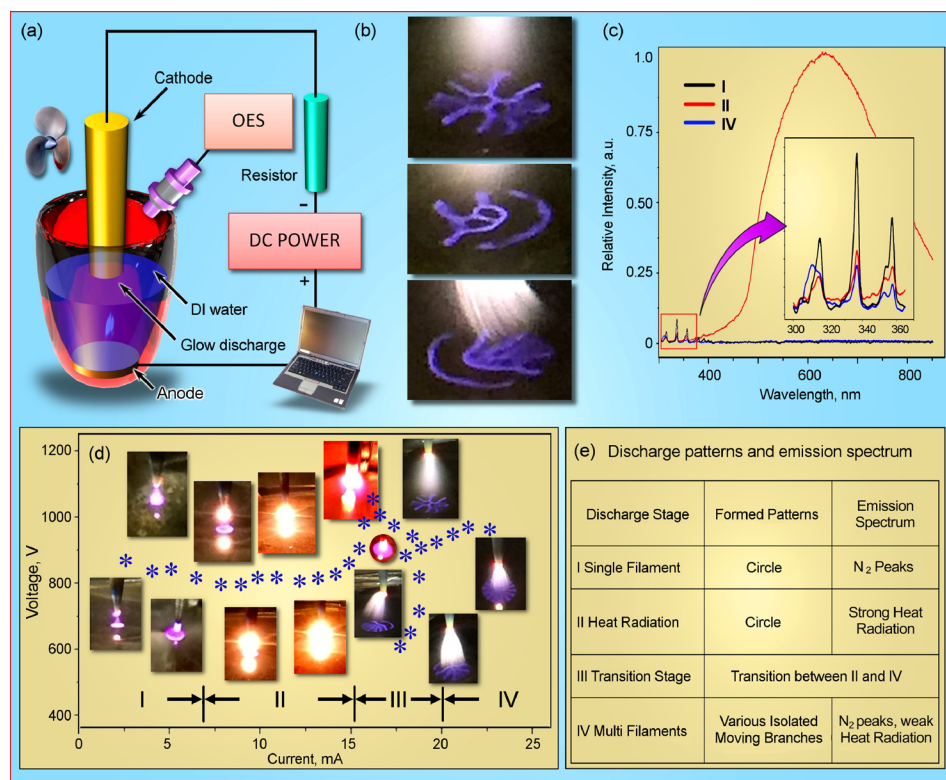 (a)
Cathode
OES
Resistor
−
DC POWER
+
DI water
Glow discharge
Anode
(b)
(c)
1.0
0.75
0.50
0.25
0
Relative Intensity, a.u.
I
II
IV
300 320 340 360
400 600 800
Wavelength, nm
(d)
1200
1000
800
600
400
Voltage, V
I II III IV
0 5 10 15 20 25
Current, mA
(e) Discharge patterns and emission spectrum
Discharge Stage
Formed Patterns
Emission
Spectrum
I Single Filament
Circle
N₂ Peaks
II Heat Radiation
Circle
Strong Heat
Radiation
III Transition Stage
Transition between II and IV
IV Multi Filaments
Various Isolated
Moving Branches
N₂ peaks, weak
Heat Radiation